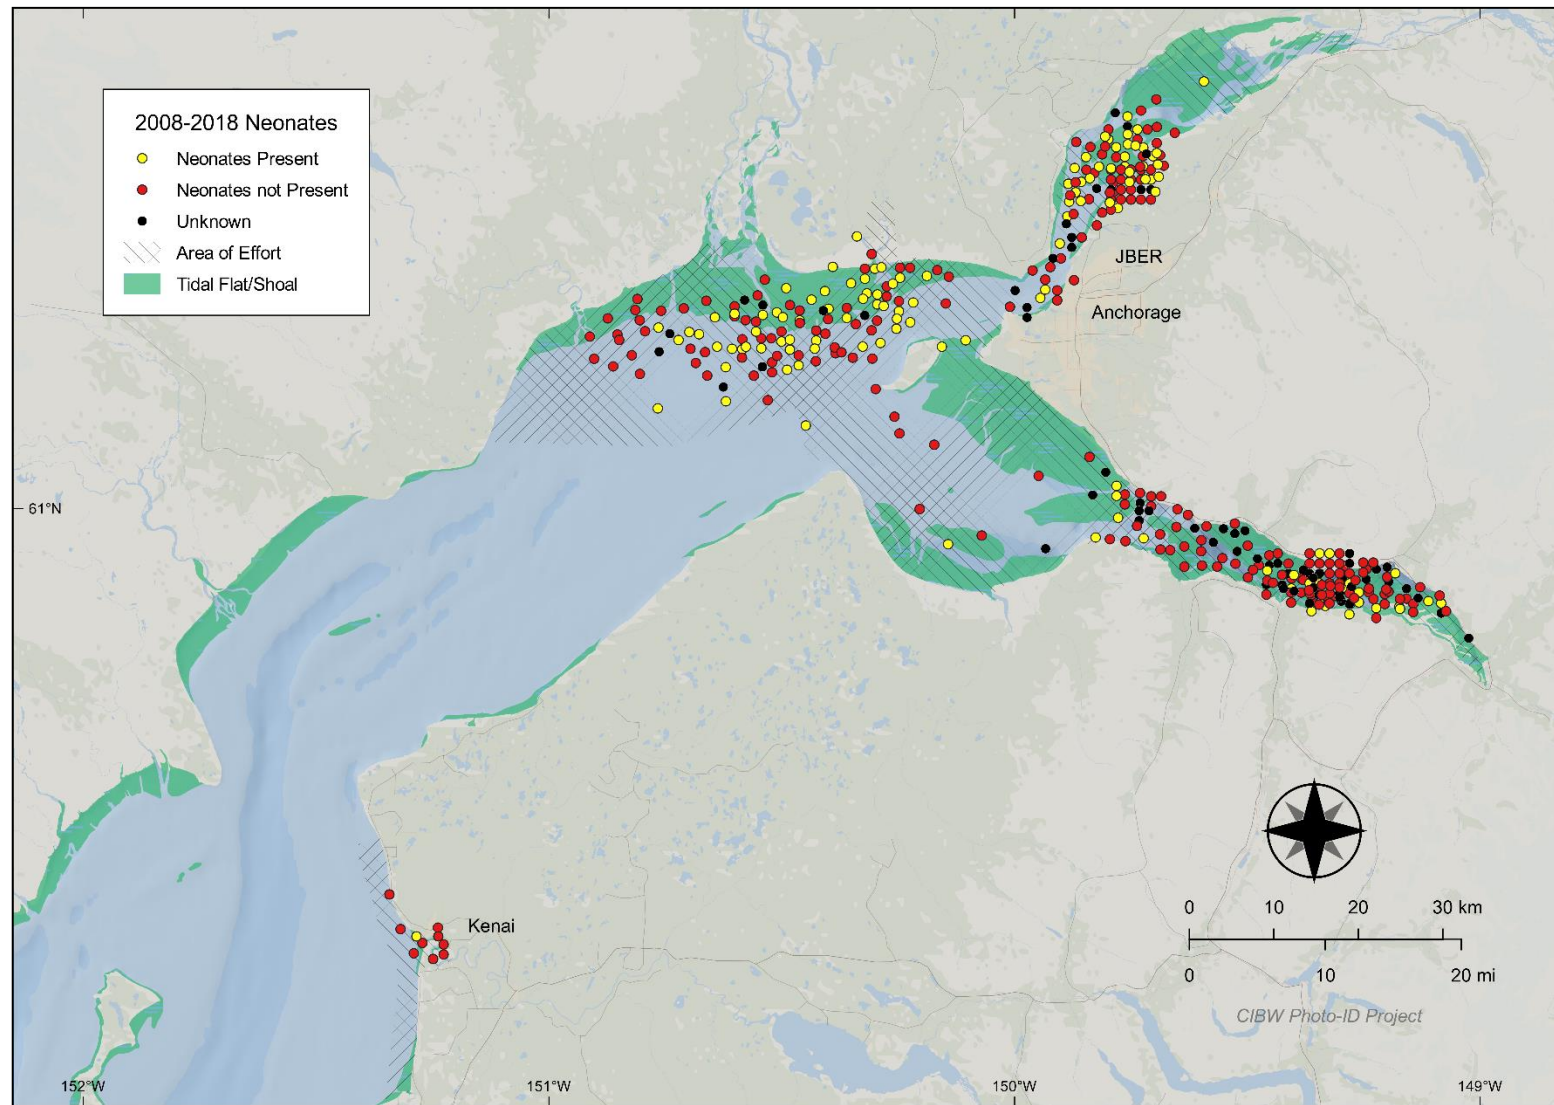 2008-2018 Neonates
Neonates Present
Neonates not Present
Unknown
Area of Effort
Tidal Flat/Shoal
JBER
Anchorage
61°N
Kenai
0 10 20 30 km
0 10 20 mi
CIBW Photo-ID Project
152°W 151°W 150°W 149°W